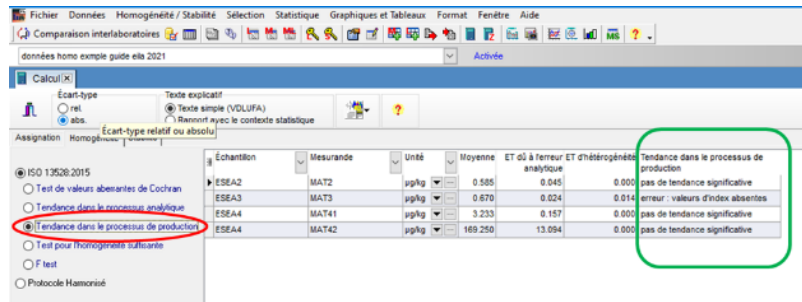 Fichier Données Homogénéité / Stabilité Sélection Statistique Graphiques et Tableaux Format Fenêtre Aide
Comparaison interlaboratoires
données homo exmple guide eila 2021 Activée
Calcul
Écart-type Texte explicatif
rel. Texte simple (VDLUFA)
abs. Rapport avec le contexte statistique
Écart-type relatif ou absolu
Assignation Homogénéité
ISO 13528:2015
Test de valeurs aberrantes de Cochran
Tendance dans le processus analytique
Tendance dans le processus de production
Test pour l'homogénéité suffisante
F test
Protocole Harmonisé
Échantillon Mesurande Unité Moyenne ET dû à l'erreur analytique ET d'hétérogénéité Tendance dans le processus de production
ESEA2 MAT2 µg/kg 0.585 0.045 0.000 pas de tendance significative
ESEA3 MAT3 µg/kg 0.670 0.024 0.014 erreur : valeurs d'index absentes
ESEA4 MAT41 µg/kg 3.233 0.157 0.000 pas de tendance significative
ESEA4 MAT42 µg/kg 169.250 13.094 0.000 pas de tendance significative